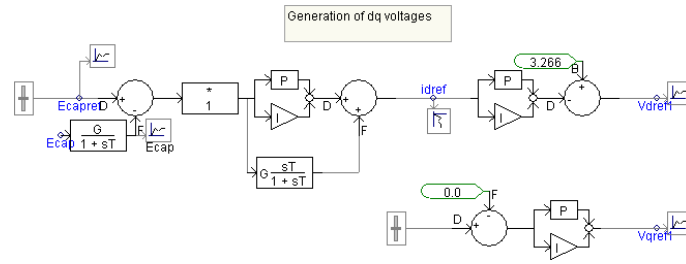 Generation of dq voltages
3.266
B
P
P
*
1
idref
I
I
D
D
D
Ecapref
F
F
Vdref1
Ecap
G
1 + sT
Ecap
G sT
1 + sT
0.0
F
D
P
I
Vqref1